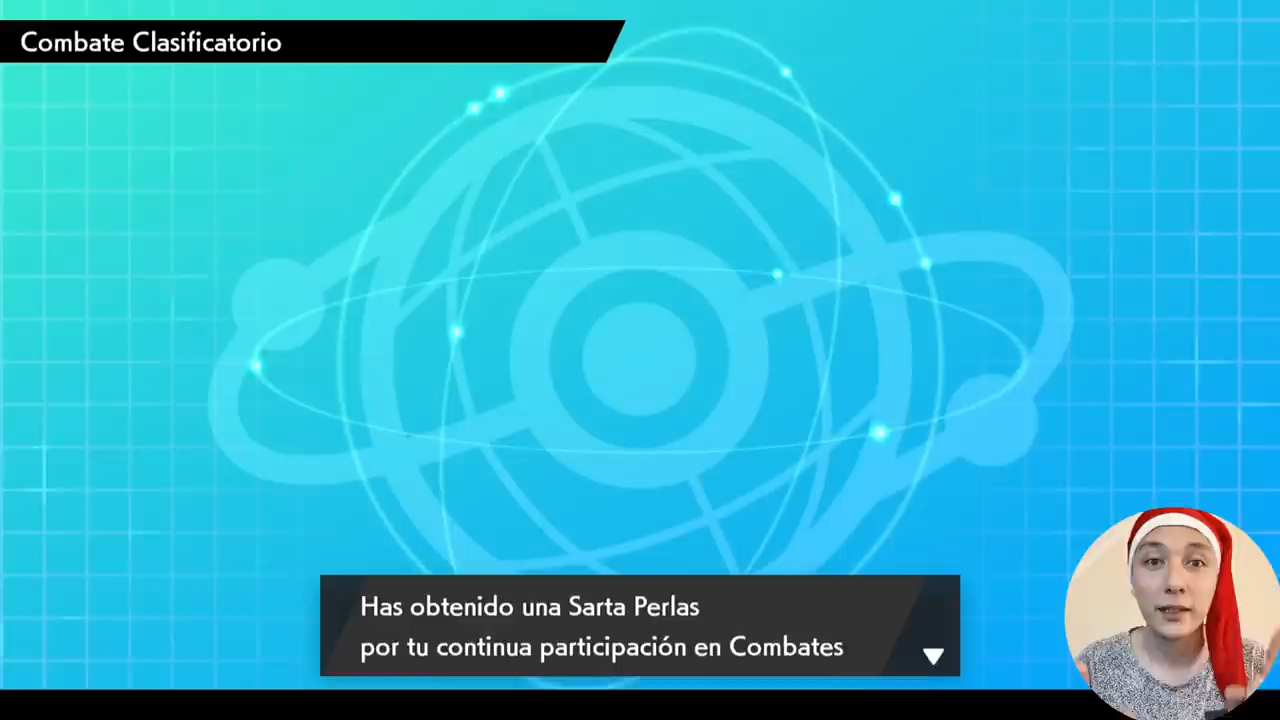 Combate Clasificatorio
Has obtenido una Sarta Perlas
por tu continua participación en Combates